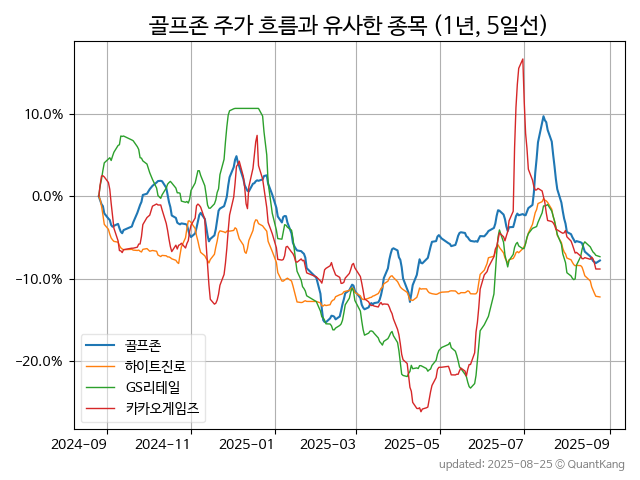 골프존 주가 흐름과 유사한 종목 (1년, 5일선)
10.0%
0.0%
−10.0%
−20.0%
골프존
하이트진로
GS리테일
카카오게임즈
2024-09 2024-11 2025-01 2025-03 2025-05 2025-07 2025-09
updated: 2025-08-25 © QuantKang